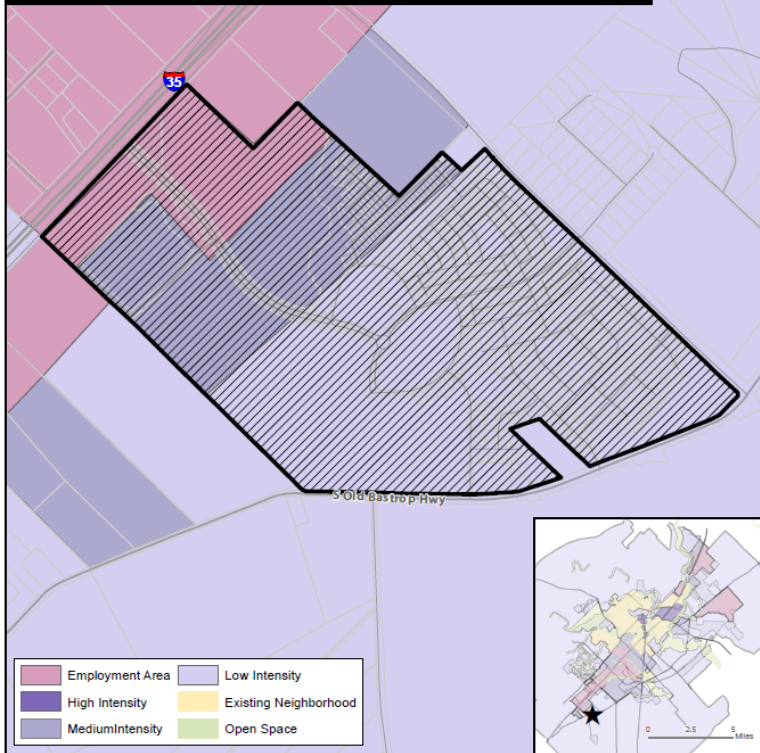 35
S Old Bastrop Hwy
Employment Area
Low Intensity
High Intensity
Existing Neighborhood
MediumIntensity
Open Space
0 2.5 5
Miles